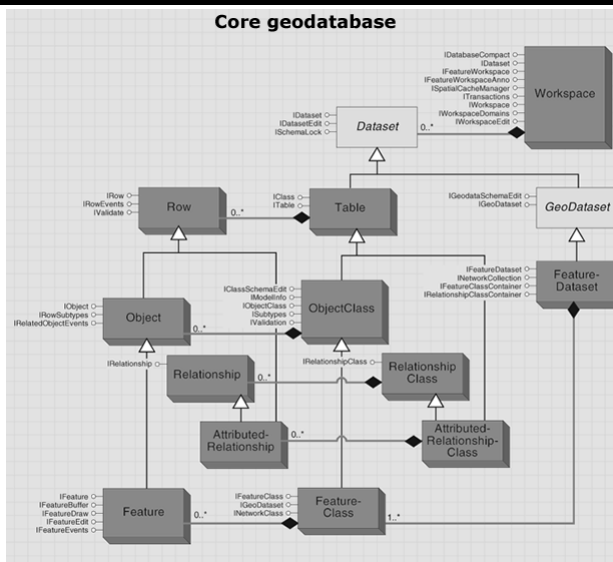 Core geodatabase
IDatabaseCompact
IDataset
IFeatureWorkspace
IFeatureWorkspaceAnno
ISpatialCacheManager
ITransactions
IWorkspace
IWorkspaceDomains
IWorkspaceEdit
Workspace
IDataset
IDatasetEdit
ISchemaLock
Dataset
0..*
IRow
IRowEvents
IValidate
Row
0..*
IClass
ITable
Table
IGeodataSchemaEdit
IGeoDataset
GeoDataset
IFeatureDataset
INetworkCollection
IFeatureClassContainer
IRelationshipClassContainer
Feature-
Dataset
IObject
IRowSubtypes
IRelatedObjectEvents
Object
0..*
IClassSchemaEdit
IModelInfo
IObjectClass
ISubtypes
IValidation
ObjectClass
IRelationship
Relationship
0..*
IRelationshipClass
Relationship
Class
Attributed-
Relationship
0..*
Attributed-
Relationship-
Class
IFeature
IFeatureBuffer
IFeatureDraw
IFeatureEdit
IFeatureEvents
Feature
0..*
IFeatureClass
IGeoDataset
INetworkClass
Feature-
Class
1..*